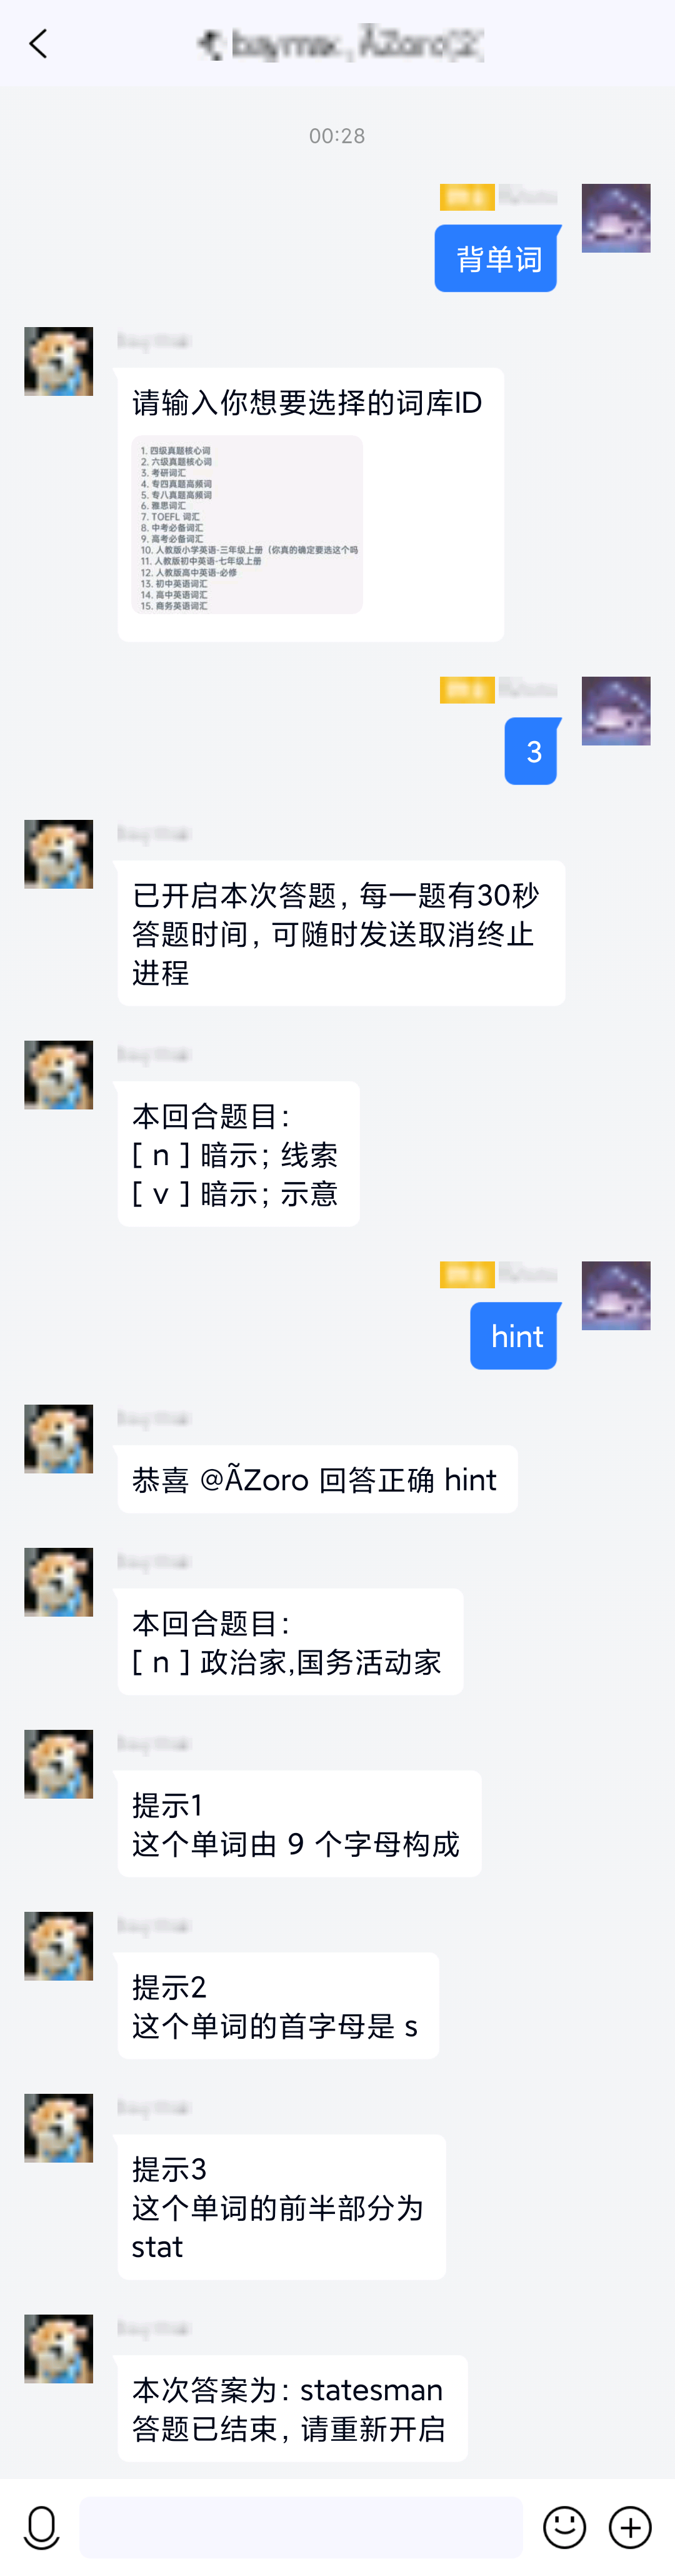 00:28
背单词
请输入你想要选择的词库ID
1. 四级真题核心词
2. 六级真题核心词
3. 考研词汇
4. 专四真题高频词
5. 专八真题高频词
6. 雅思词汇
7. TOEFL 词汇
8. 中考必备词汇
9. 高考必备词汇
10. 人教版小学英语-三年级上册（你真的确定要选这个吗
11. 人教版初中英语-七年级上册
12. 人教版高中英语-必修
13. 初中英语词汇
14. 高中英语词汇
15. 商务英语词汇
3
已开启本次答题, 每一题有30秒
答题时间, 可随时发送取消终止
进程
本回合题目:
[ n ] 暗示; 线索
[ v ] 暗示; 示意
hint
恭喜 @ÃZoro 回答正确 hint
本回合题目:
[ n ] 政治家,国务活动家
提示1
这个单词由 9 个字母构成
提示2
这个单词的首字母是 s
提示3
这个单词的前半部分为
stat
本次答案为: statesman
答题已结束, 请重新开启